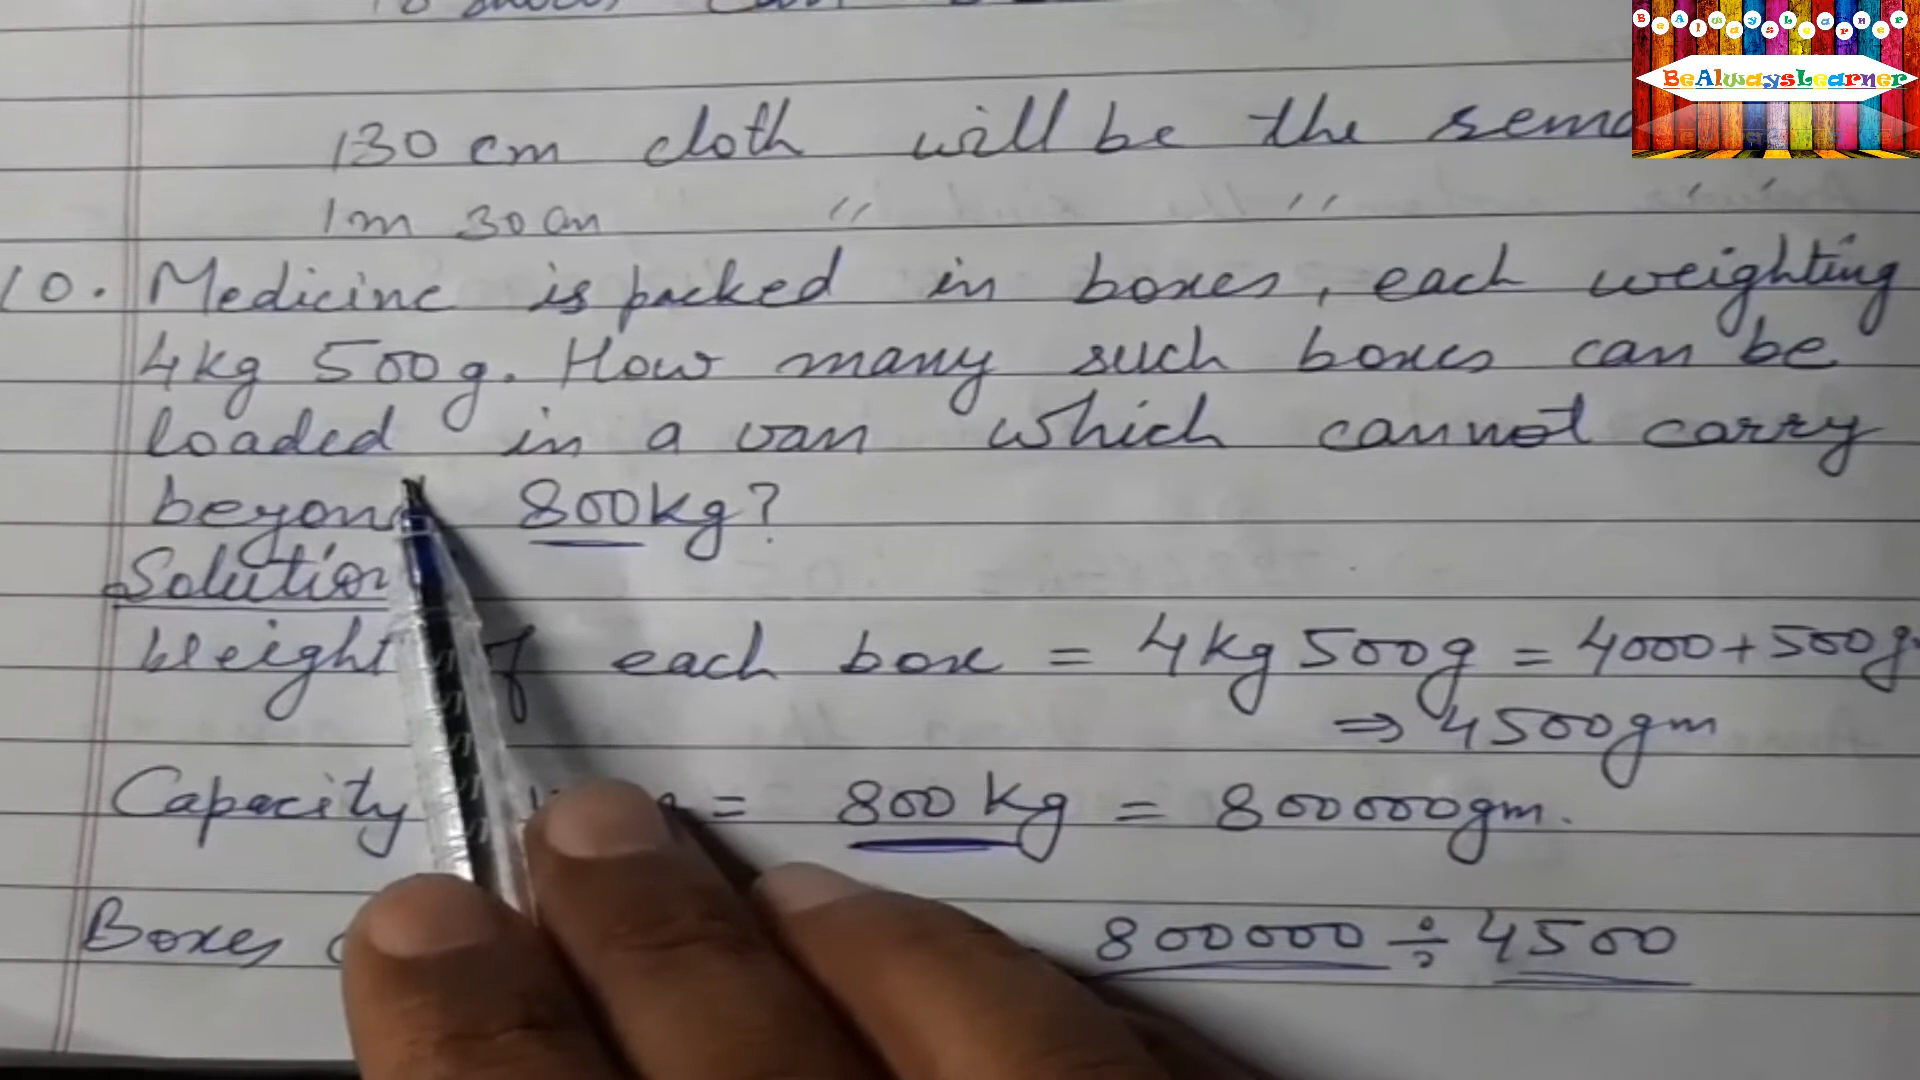 BeAlwaysLearner
BeAlwaysLearner
130 cm cloth will be the
1m 30 cm " "
10. Medicine is packed in boxes, each weighting
4kg 500g. How many such boxes can be
loaded in a van which cannot carry
beyond 800kg?
Solution
Weight of each box = 4kg 500g = 4000+500g
⇒ 4500gm
Capacity = 800 kg = 800000gm.
Boxes 800000 ÷ 4500